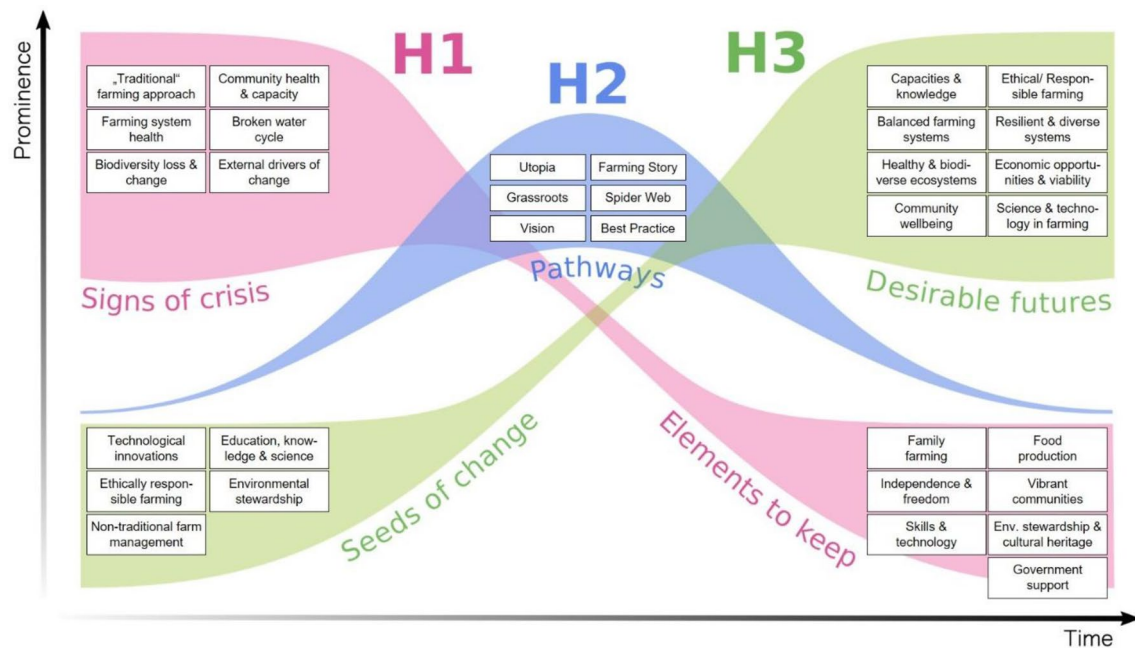 Prominence
H1
H2
H3
„Traditional“
farming approach
Community health
& capacity
Farming system
health
Broken water
cycle
Biodiversity loss &
change
External drivers of
change
Signs of crisis
Utopia
Farming Story
Grassroots
Spider Web
Vision
Best Practice
Pathways
Capacities &
knowledge
Ethical/ Respon-
sible farming
Balanced farming
systems
Resilient & diverse
systems
Healthy & biodi-
verse ecosystems
Economic opportu-
nities & viability
Community
wellbeing
Science & techno-
logy in farming
Desirable futures
Technological
innovations
Education, know-
ledge & science
Ethically respon-
sible farming
Environmental
stewardship
Non-traditional farm
management
Seeds of change
Elements to keep
Family
farming
Food
production
Independence &
freedom
Vibrant
communities
Skills &
technology
Env. stewardship &
cultural heritage
Government
support
Time